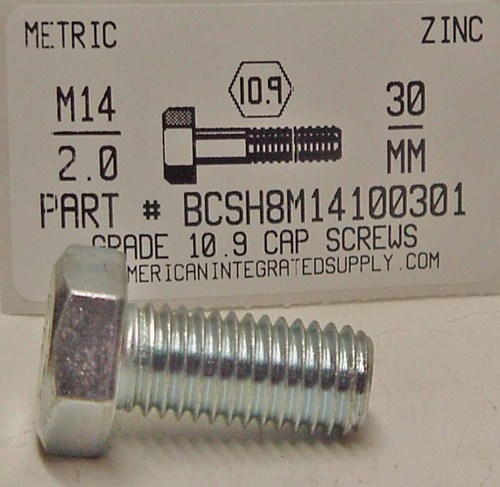 METRIC ZINC
10.9
M14 30
2.0 MM
PART # BCSH8M14100301
GRADE 10.9 CAP SCREWS
MERICANINTEGRATEDSUPPLY.COM